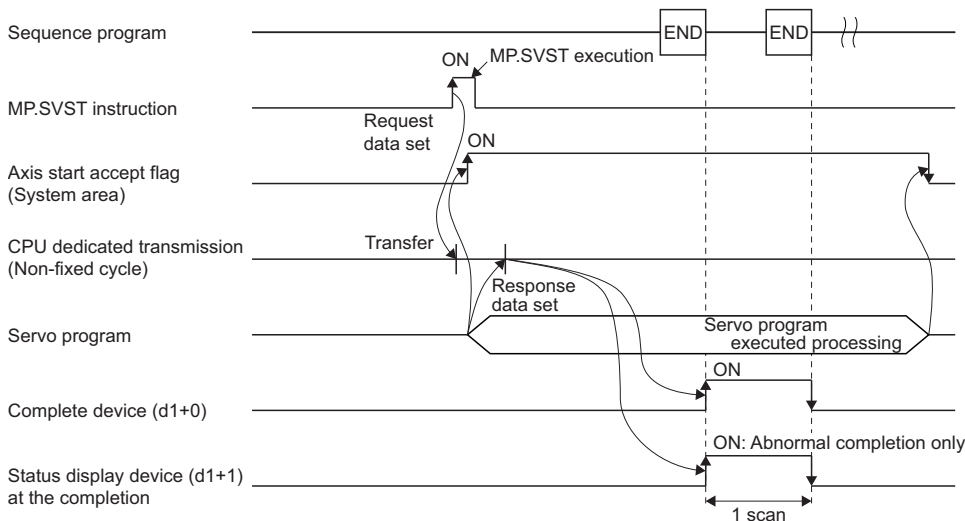 Sequence program
END
END
ON
MP.SVST execution
MP.SVST instruction
Request
data set
ON
Axis start accept flag
(System area)
CPU dedicated transmission
(Non-fixed cycle)
Transfer
Response
data set
Servo program
Servo program
executed processing
ON
Complete device (d1+0)
ON: Abnormal completion only
Status display device (d1+1)
at the completion
1 scan